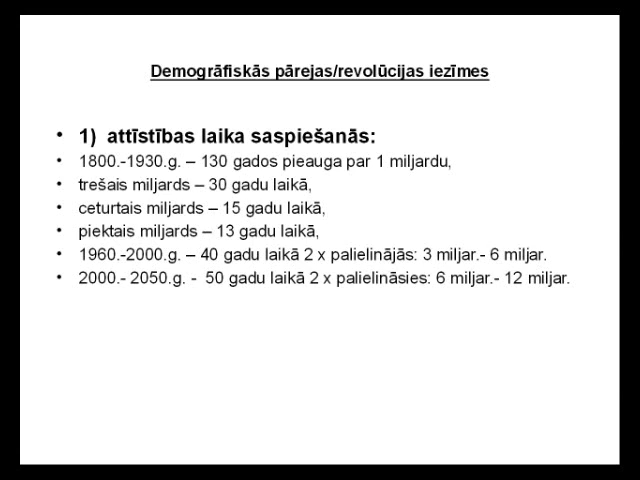 Demogrāfiskās pārejas/revolūcijas iezīmes
• 1) attīstības laika saspiešanās:
• 1800.-1930.g. – 130 gados pieauga par 1 miljardu,
• trešais miljards – 30 gadu laikā,
• ceturtais miljards – 15 gadu laikā,
• piektais miljards – 13 gadu laikā,
• 1960.-2000.g. – 40 gadu laikā 2 x palielinājās: 3 miljar.- 6 miljar.
• 2000.- 2050.g. - 50 gadu laikā 2 x palielināsies: 6 miljar.- 12 miljar.